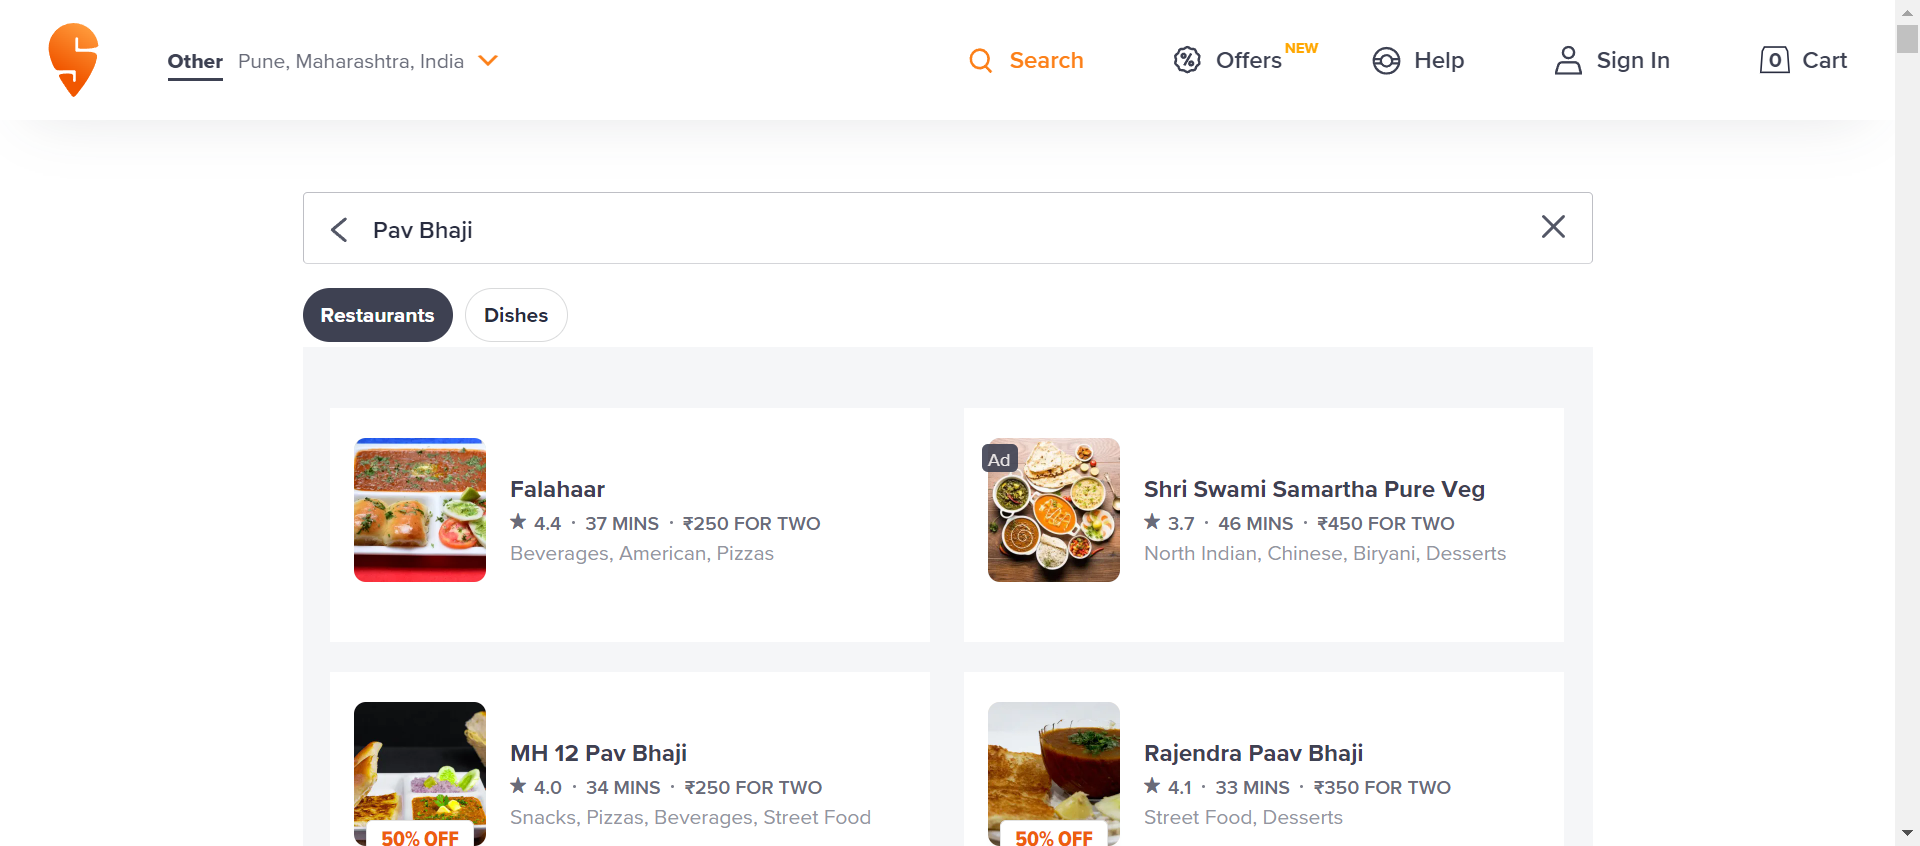 Other Pune, Maharashtra, India
Search
Offers NEW
Help
Sign In
0 Cart
Pav Bhaji
Restaurants
Dishes
Falahaar
★ 4.4 · 37 MINS · ₹250 FOR TWO
Beverages, American, Pizzas
Ad
Shri Swami Samartha Pure Veg
★ 3.7 · 46 MINS · ₹450 FOR TWO
North Indian, Chinese, Biryani, Desserts
MH 12 Pav Bhaji
★ 4.0 · 34 MINS · ₹250 FOR TWO
Snacks, Pizzas, Beverages, Street Food
50% OFF
Rajendra Paav Bhaji
★ 4.1 · 33 MINS · ₹350 FOR TWO
Street Food, Desserts
50% OFF